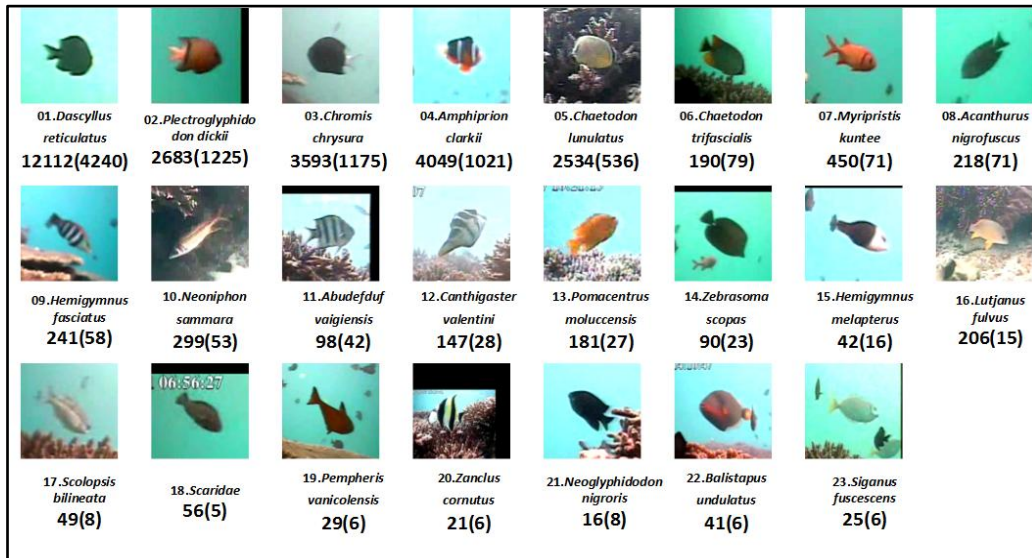 01.Dascyllus
reticulatus
12112(4240)
02.Plectroglyphido
don dickii
2683(1225)
03.Chromis
chrysura
3593(1175)
04.Amphiprion
clarkii
4049(1021)
05.Chaetodon
lunulatus
2534(536)
06.Chaetodon
trifascialis
190(79)
07.Myripristis
kuntee
450(71)
08.Acanthurus
nigrofuscus
218(71)
09.Hemigymnus
fasciatus
241(58)
10.Neoniphon
sammara
299(53)
11.Abudefduf
vaigiensis
98(42)
12.Canthigaster
valentini
147(28)
13.Pomacentrus
moluccensis
181(27)
14.Zebrasoma
scopas
90(23)
15.Hemigymnus
melapterus
42(16)
16.Lutjanus
fulvus
206(15)
06:56:27
17.Scolopsis
bilineata
49(8)
18.Scaridae
56(5)
19.Pempheris
vanicolensis
29(6)
20.Zanclus
cornutus
21(6)
21.Neoglyphidodon
nigroris
16(8)
22.Balistapus
undulatus
41(6)
23.Siganus
fuscescens
25(6)